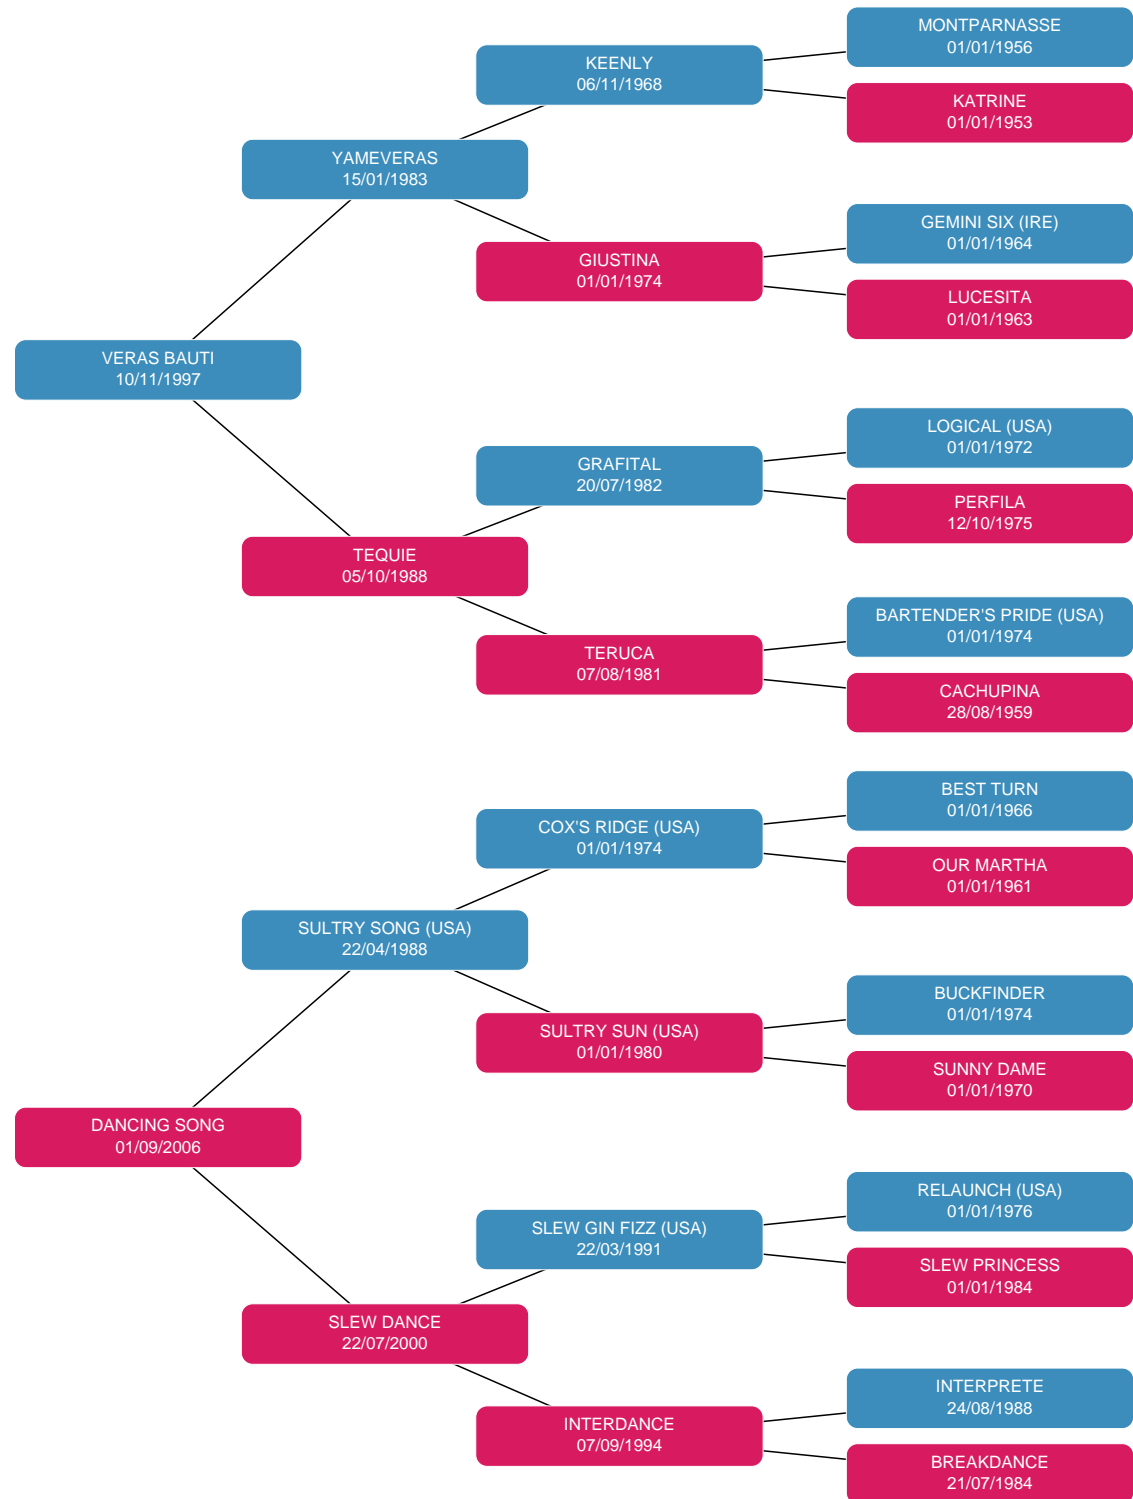 MONTPARNASSE
01/01/1956
KEENLY
06/11/1968
KATRINE
01/01/1953
YAMEVERAS
15/01/1983
GEMINI SIX (IRE)
01/01/1964
GIUSTINA
01/01/1974
LUCESITA
01/01/1963
VERAS BAUTI
10/11/1997
LOGICAL (USA)
01/01/1972
GRAFITAL
20/07/1982
PERFILA
12/10/1975
TEQUIE
05/10/1988
BARTENDER'S PRIDE (USA)
01/01/1974
TERUCA
07/08/1981
CACHUPINA
28/08/1959
BEST TURN
01/01/1966
COX'S RIDGE (USA)
01/01/1974
OUR MARTHA
01/01/1961
SULTRY SONG (USA)
22/04/1988
BUCKFINDER
01/01/1974
SULTRY SUN (USA)
01/01/1980
SUNNY DAME
01/01/1970
DANCING SONG
01/09/2006
RELAUNCH (USA)
01/01/1976
SLEW GIN FIZZ (USA)
22/03/1991
SLEW PRINCESS
01/01/1984
SLEW DANCE
22/07/2000
INTERPRETE
24/08/1988
INTERDANCE
07/09/1994
BREAKDANCE
21/07/1984